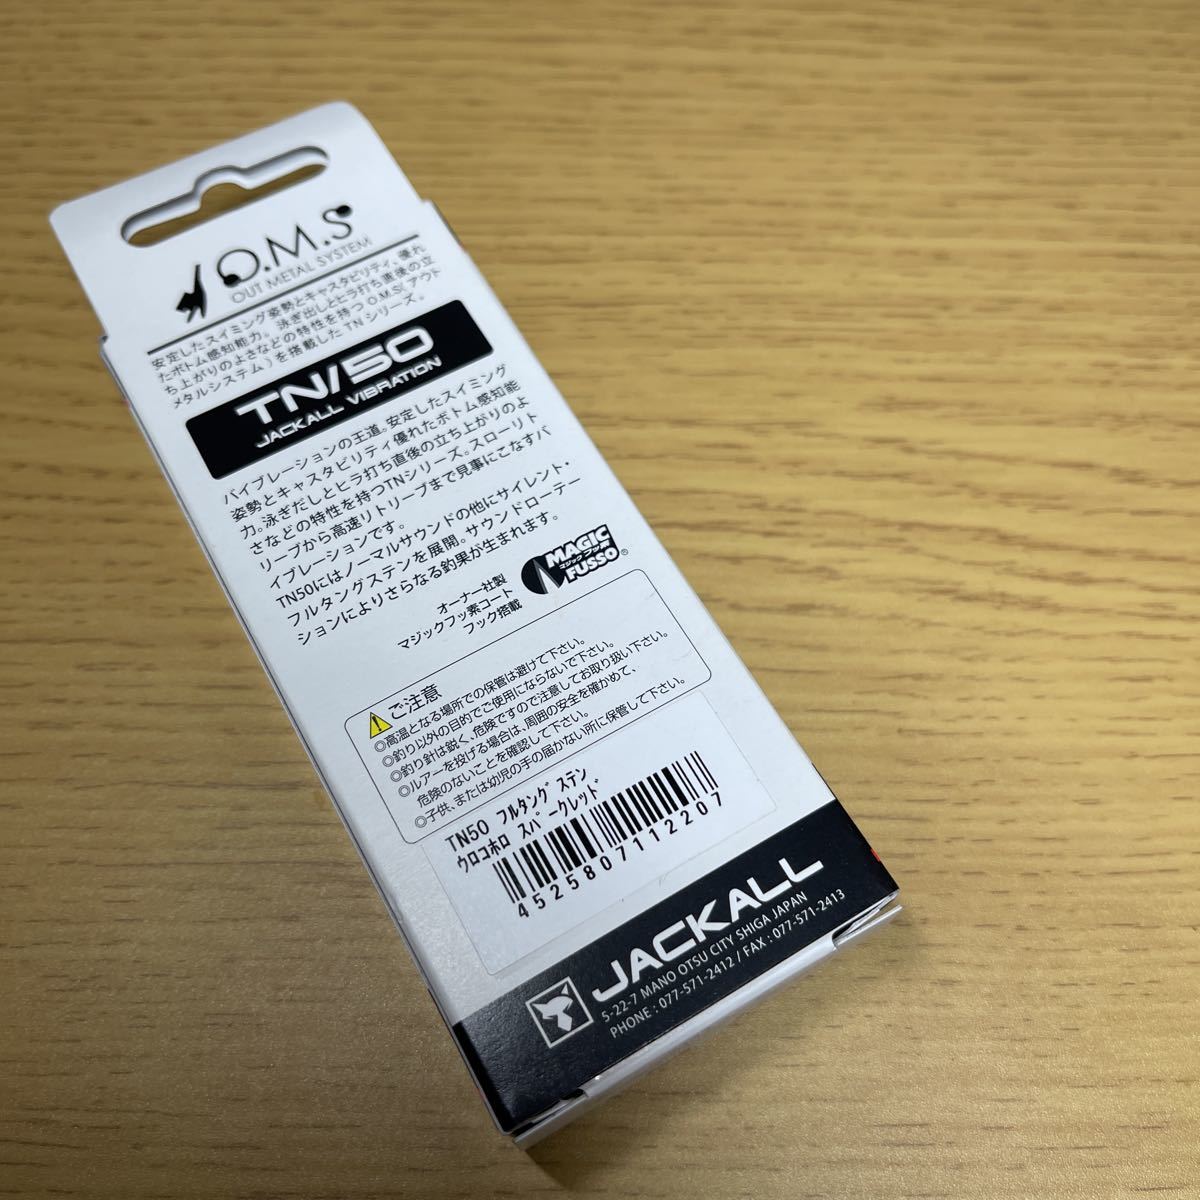 O.M.S
OUT METAL SYSTEM
安定したスイミング姿勢とキャスタビリティ、優れ
たボトム感知能力。泳ぎ出しとヒラ打ち直後の立
ち上がりのよさなどの特性を持つO.M.S(アウト
メタルシステム)を搭載したTNシリーズ。
TN/50
JACKALL VIBRATION
バイブレーションの王道。安定したスイミング
姿勢とキャスタビリティ優れたボトム感知能
力。泳ぎだしとヒラ打ち直後の立ち上がりのよ
さなどの特性を持つTNシリーズ。スローリト
リーブから高速リトリーブまで見事にこなすバ
イブレーションです。
TN50にはノーマルサウンドの他にサイレント・
フルタングステンを展開。サウンドローテー
ションによりさらなる釣果が生まれます。
オーナー社製
マジックフッ素コート
フック搭載
MAGIC
マジックフッ素
FUSSO®
ご注意
◎高温となる場所での保管は避けて下さい。
◎釣り以外の目的でご使用にならないで下さい。
◎釣り針は鋭く、危険ですので注意してお取り扱い下さい。
◎ルアーを投げる場合は、周囲の安全を確かめて、
危険のないことを確認して下さい。
◎子供、または幼児の手の届かない所に保管して下さい。
TN50 フルタングステン
ウロコホロ スパークレッド
4525807112207
JACKALL
5-22-7 MANO OTSU CITY SHIGA JAPAN
PHONE : 077-571-2412 / FAX : 077-571-2413